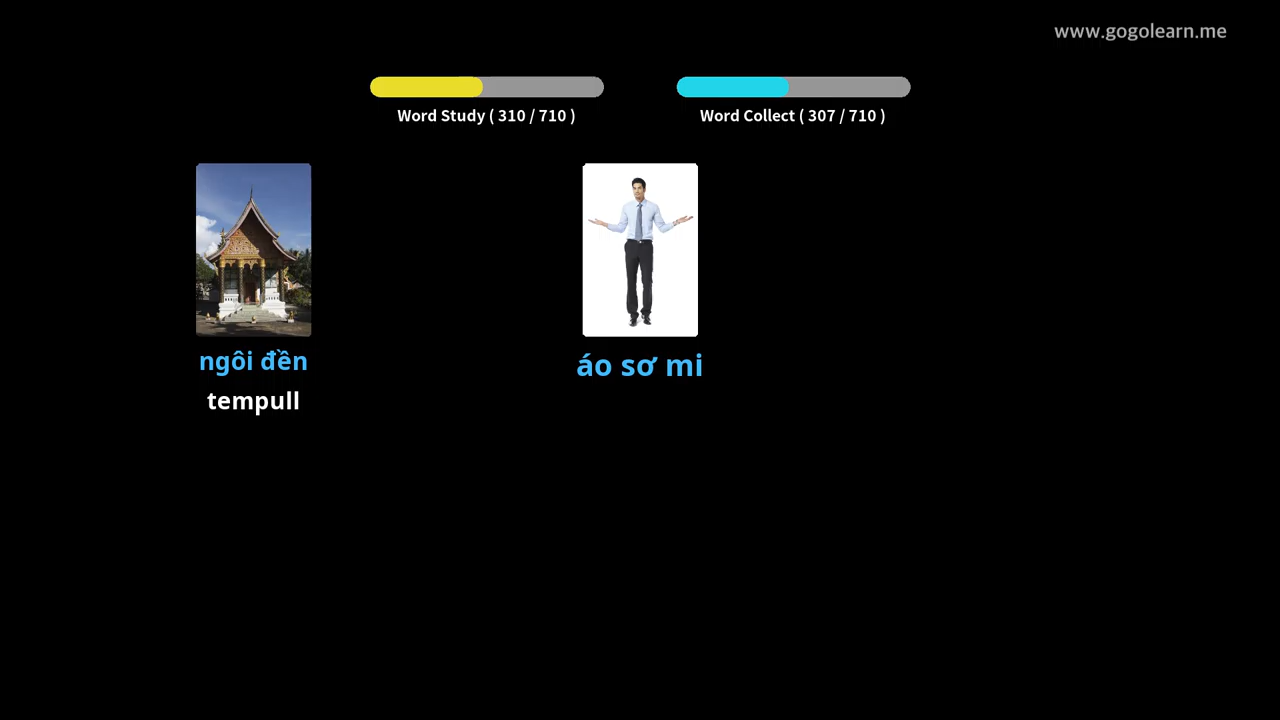 www.gogolearn.me
Word Study ( 310 / 710 )
Word Collect ( 307 / 710 )
ngôi đền
tempull
áo sơ mi